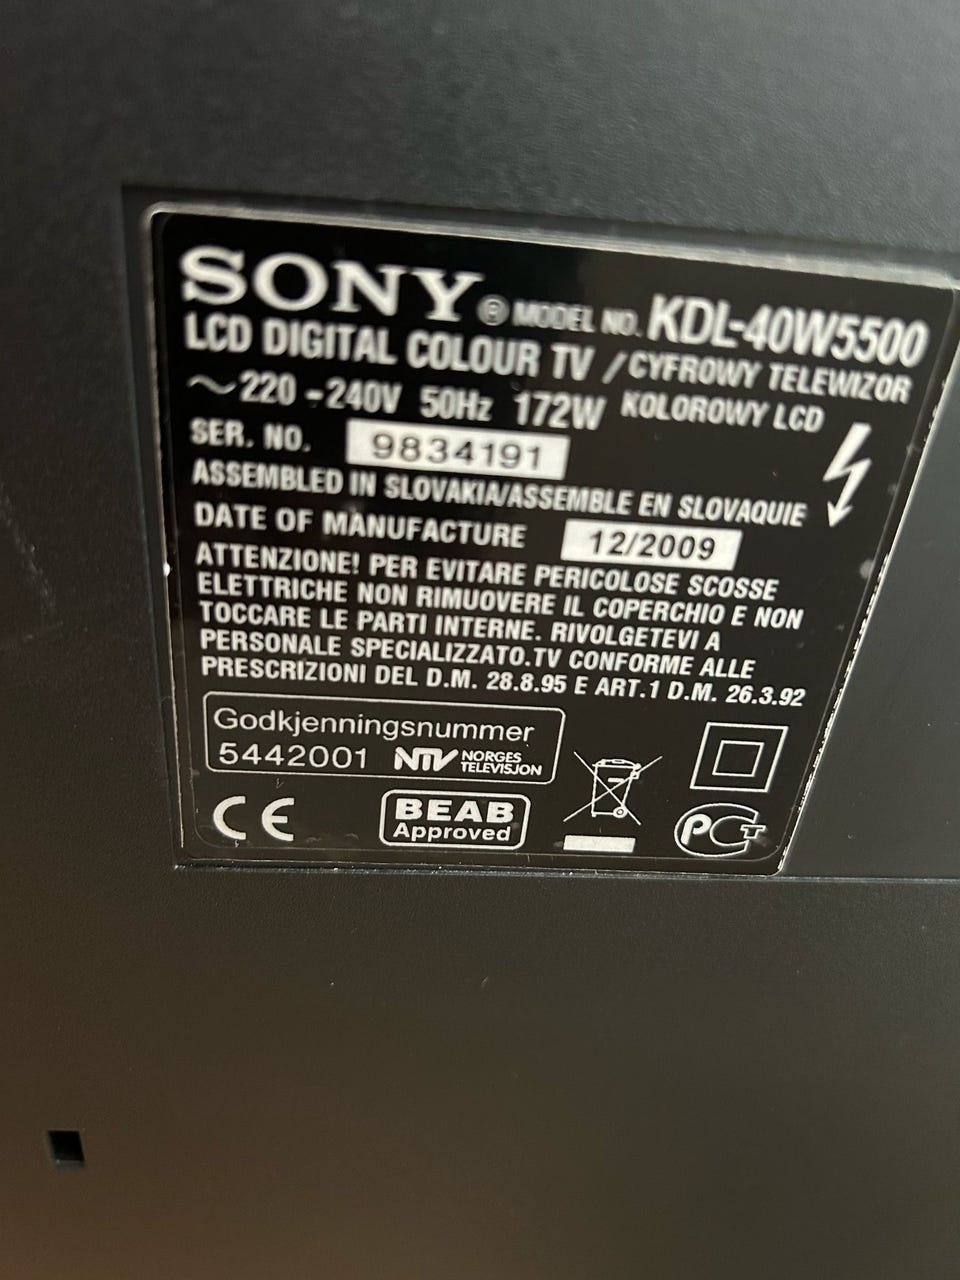 SONY® MODEL NO. KDL-40W5500
LCD DIGITAL COLOUR TV / CYFROWY TELEWIZOR
~220-240V 50Hz 172W KOLOROWY LCD
SER. NO. 9834191
ASSEMBLED IN SLOVAKIA/ASSEMBLE EN SLOVAQUIE
DATE OF MANUFACTURE 12/2009
ATTENZIONE! PER EVITARE PERICOLOSE SCOSSE
ELETTRICHE NON RIMUOVERE IL COPERCHIO E NON
TOCCARE LE PARTI INTERNE. RIVOLGETEVI A
PERSONALE SPECIALIZZATO.TV CONFORME ALLE
PRESCRIZIONI DEL D.M. 28.8.95 E ART.1 D.M. 26.3.92
Godkjenningsnummer
5442001 NTV NORGES
TELEVISJON
CE
BEAB
Approved
PCT